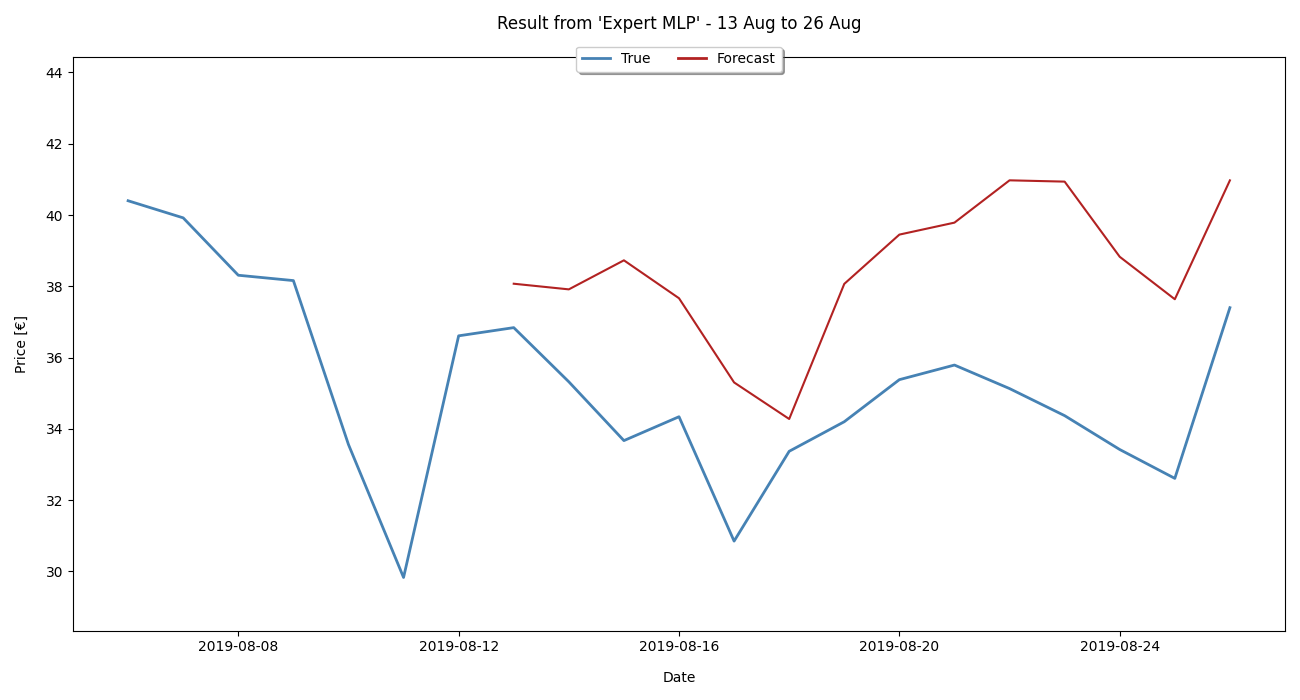 Result from 'Expert MLP' - 13 Aug to 26 Aug
True Forecast
44
42
40
38
36
34
32
30
Price [€]
2019-08-08 2019-08-12 2019-08-16 2019-08-20 2019-08-24
Date